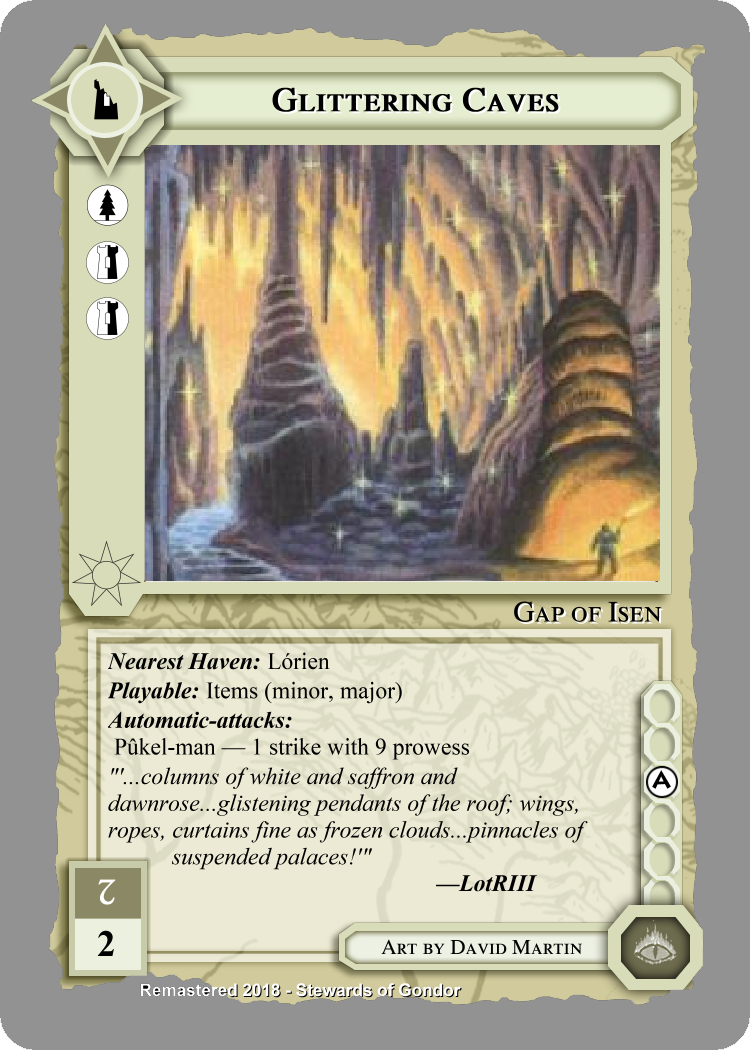 Glittering Caves
Gap of Isen
Nearest Haven: Lórien
Playable: Items (minor, major)
Automatic-attacks:
Pûkel-man — 1 strike with 9 prowess
"'...columns of white and saffron and
dawnrose...glistening pendants of the roof; wings,
ropes, curtains fine as frozen clouds...pinnacles of
suspended palaces!'"
—LotRIII
A
2
Art by David Martin
Remastered 2018 - Stewards of Gondor